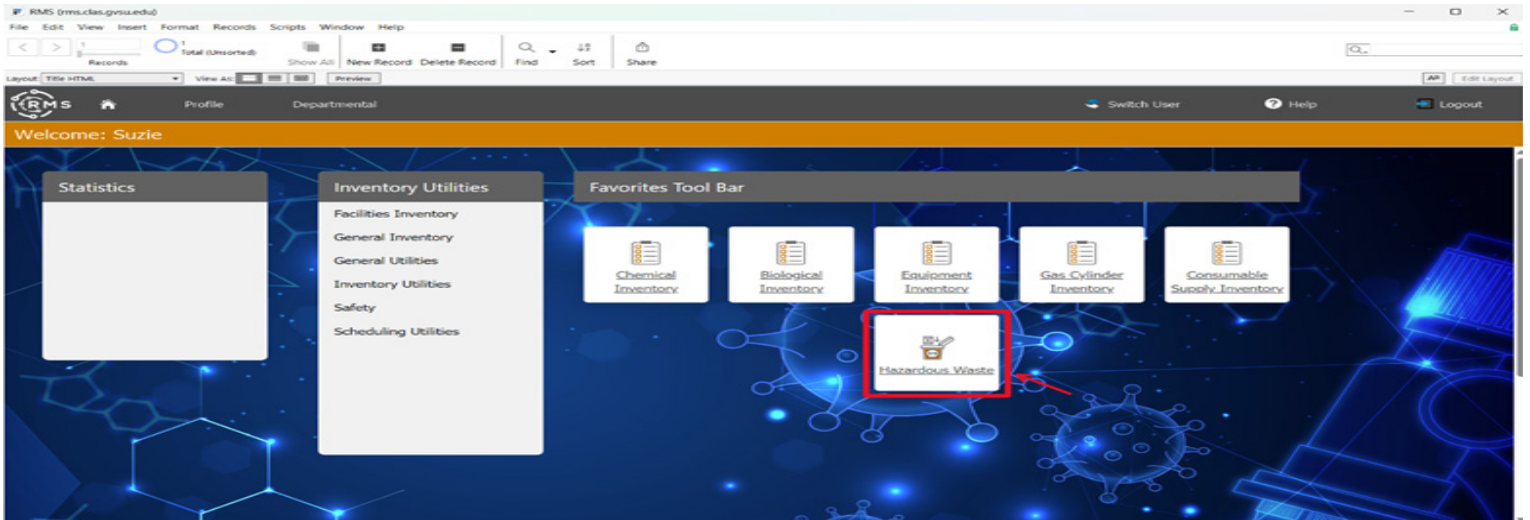 RMS (rms.clas.gvsu.edu)
File Edit View Insert Format Records Scripts Window Help
1
1
Total (Unsorted)
Records
Show All New Record Delete Record Find Sort Share
Layout: Title HTML View As: Preview Edit Layout
RMS Profile Departmental Switch User Help Logout
Welcome: Suzie
Statistics
Inventory Utilities
Facilities Inventory
General Inventory
General Utilities
Inventory Utilities
Safety
Scheduling Utilities
Favorites Tool Bar
Chemical
Inventory
Biological
Inventory
Equipment
Inventory
Gas Cylinder
Inventory
Consumable
Supply Inventory
Hazardous Waste